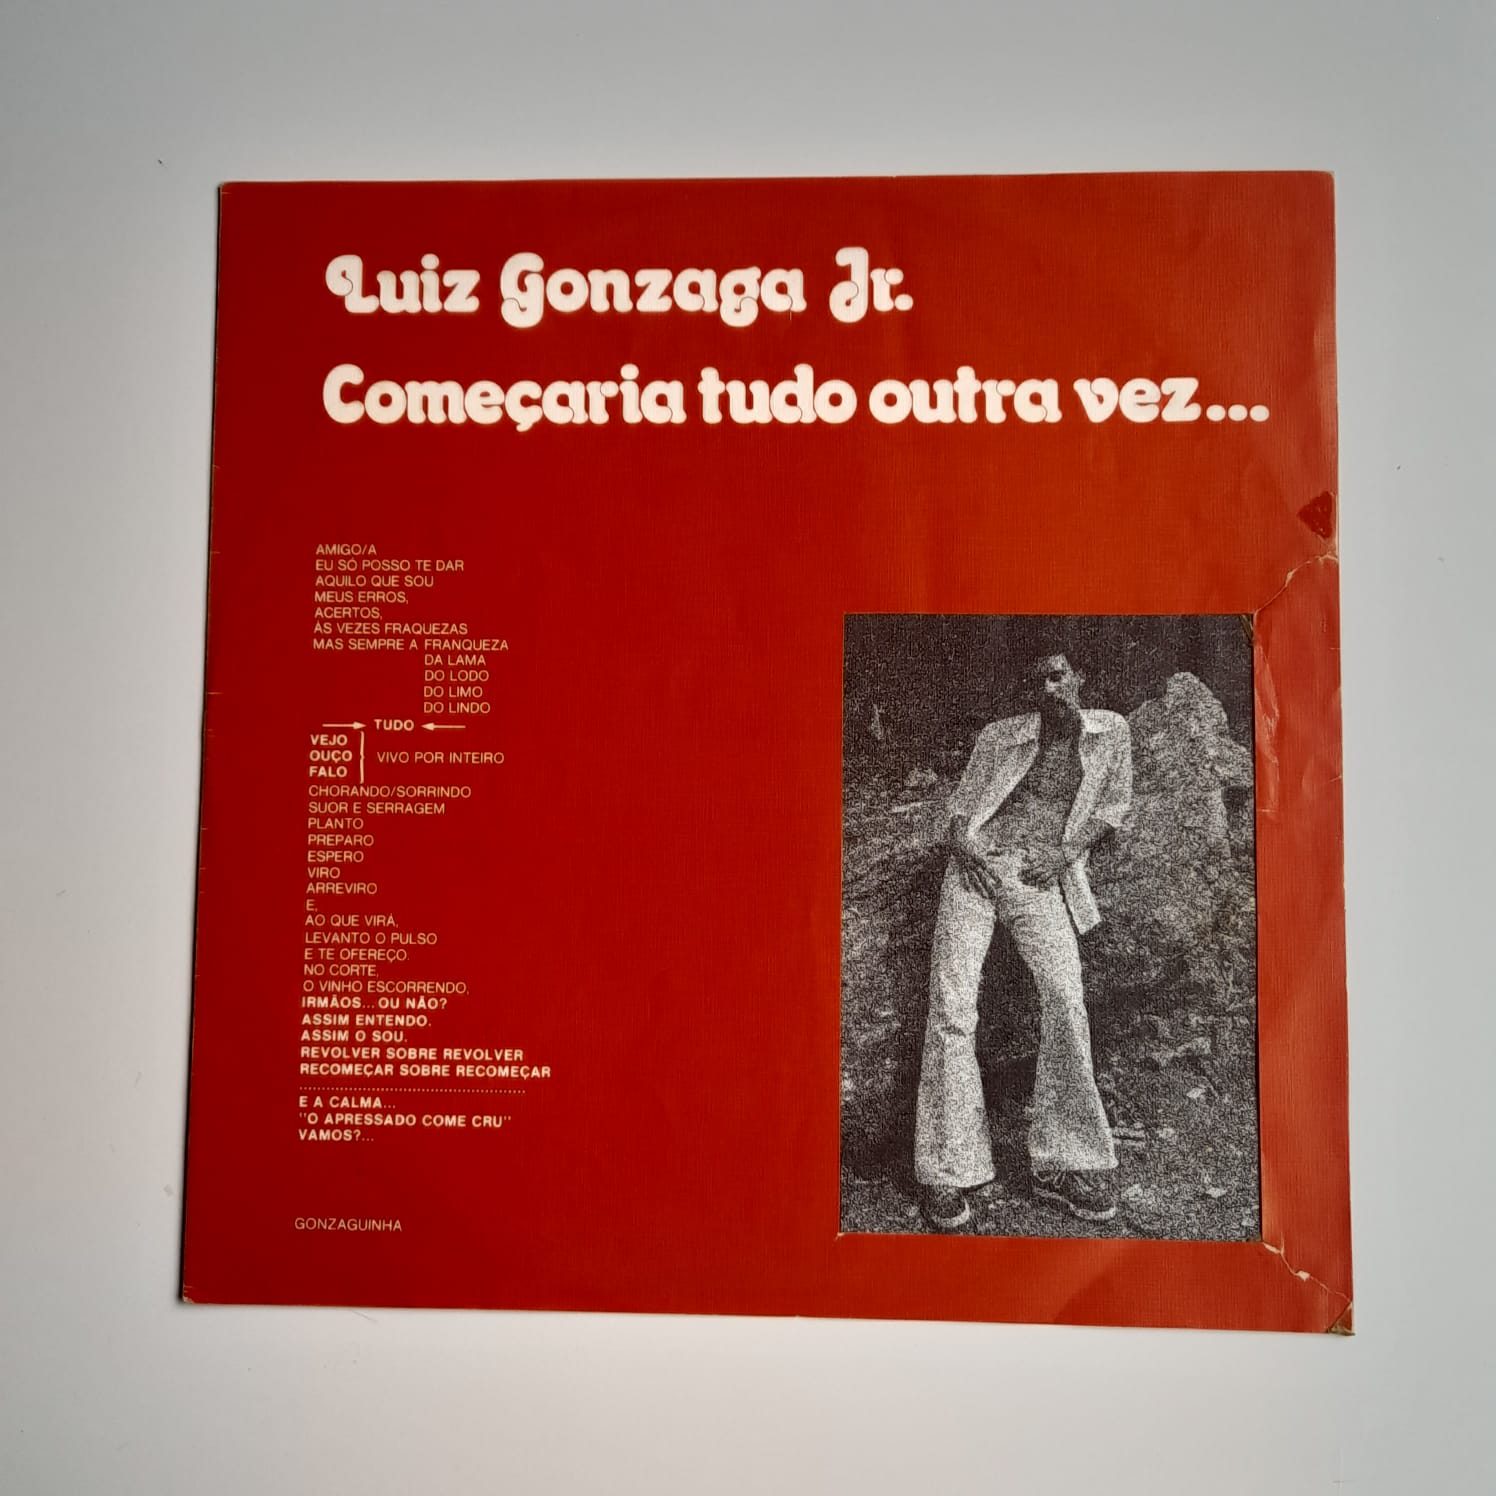 Luiz Gonzaga Jr.
Começaria tudo outra vez...
AMIGO/A
EU SÓ POSSO TE DAR
AQUILO QUE SOU
MEUS ERROS,
ACERTOS,
ÀS VEZES FRAQUEZAS
MAS SEMPRE A FRANQUEZA
DA LAMA
DO LODO
DO LIMO
DO LINDO
TUDO
VEJO
OUÇO
FALO
VIVO POR INTEIRO
CHORANDO/SORRINDO
SUOR E SERRAGEM
PLANTO
PREPARO
ESPERO
VIRO
ARREVIRO
E,
AO QUE VIRÁ,
LEVANTO O PULSO
E TE OFEREÇO.
NO CORTE,
O VINHO ESCORRENDO,
IRMÃOS... OU NÃO?
ASSIM ENTENDO.
ASSIM O SOU.
REVOLVER SOBRE REVOLVER
RECOMEÇAR SOBRE RECOMEÇAR
E A CALMA...
"O APRESSADO COME CRU"
VAMOS?...
GONZAGUINHA